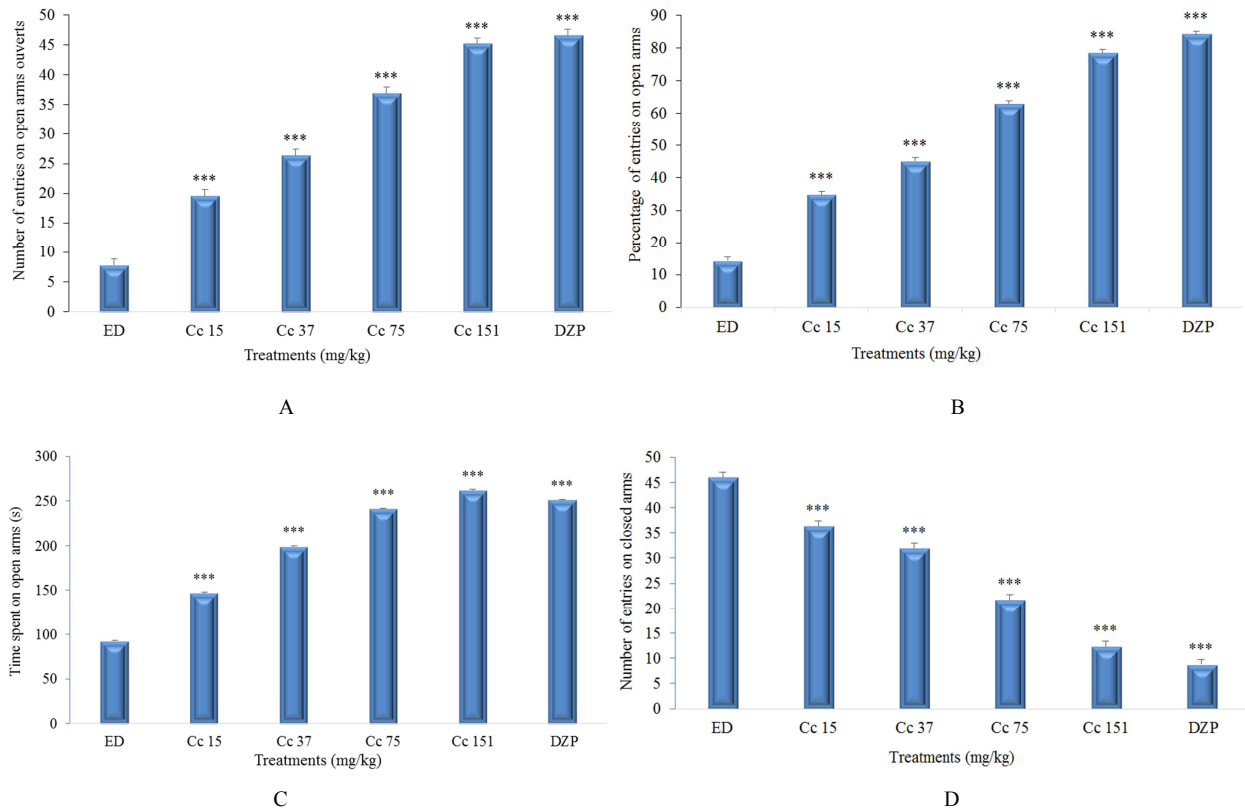 Number of entries on open arms ouverts
50
45
40
35
30
25
20
15
10
5
0
***
***
***
***
***
ED
Cc 15
Cc 37
Cc 75
Cc 151
DZP
Treatments (mg/kg)
A
Percentage of entries on open arms
90
80
70
60
50
40
30
20
10
0
***
***
***
***
***
ED
Cc 15
Cc 37
Cc 75
Cc 151
DZP
Treatments (mg/kg)
B
Time spent on open arms (s)
300
250
200
150
100
50
0
***
***
***
***
***
ED
Cc 15
Cc 37
Cc 75
Cc 151
DZP
Treatments (mg/kg)
C
Number of entries on closed arms
50
45
40
35
30
25
20
15
10
5
0
***
***
***
***
***
ED
Cc 15
Cc 37
Cc 75
Cc 151
DZP
Treatments (mg/kg)
D